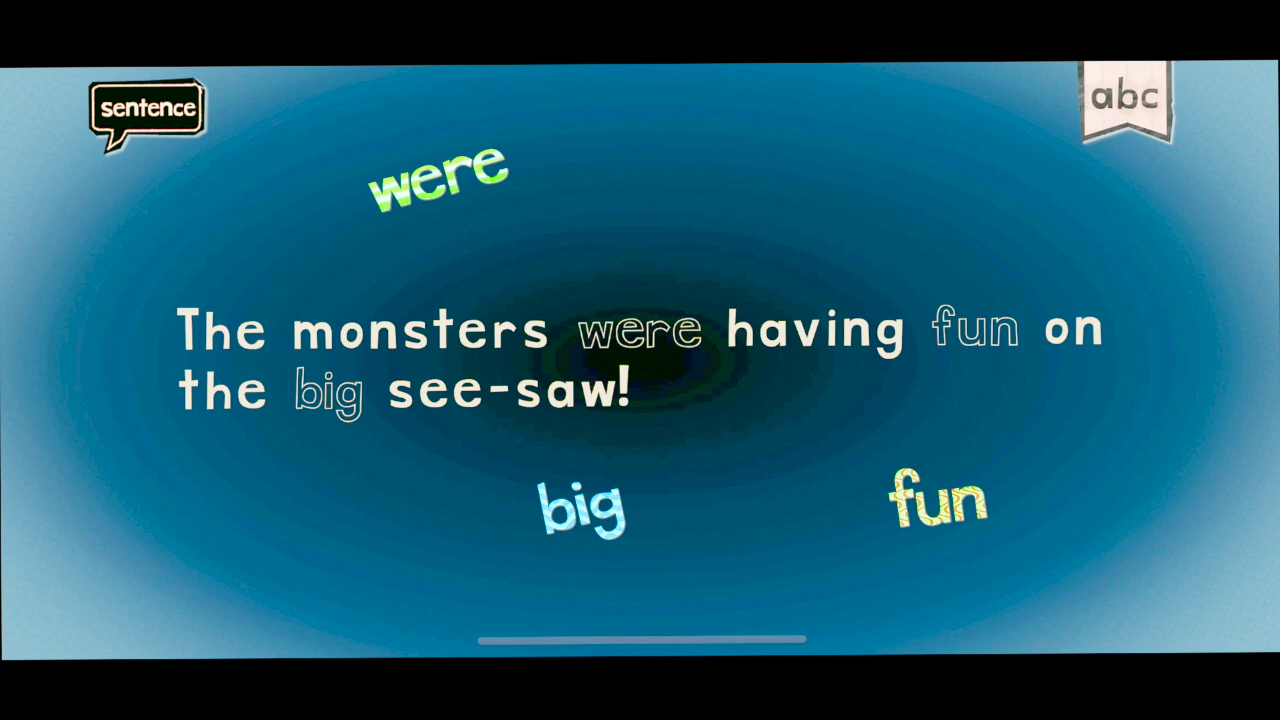 sentence
abc
were
The monsters were having fun on
the big see-saw!
big
fun